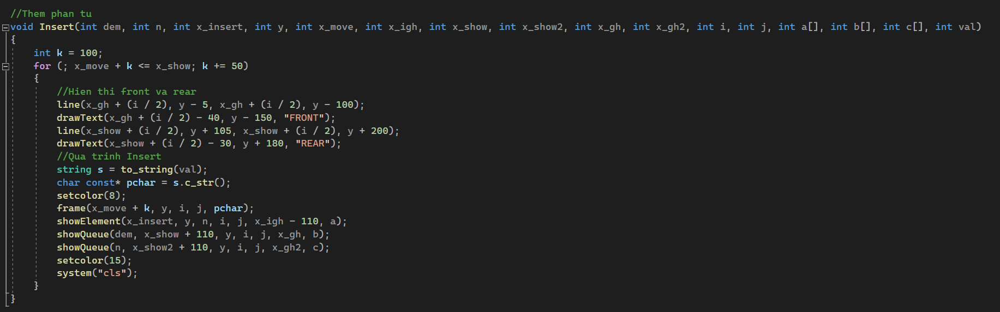 //Them phan tu
void Insert(int dem, int n, int x_insert, int y, int x_move, int x_igh, int x_show, int x_show2, int x_gh, int x_gh2, int i, int j, int a[], int b[], int c[], int val)
{
    int k = 100;
    for (; x_move + k <= x_show; k += 50)
    {
        //Hien thi front va rear
        line(x_gh + (i / 2), y - 5, x_gh + (i / 2), y - 100);
        drawText(x_gh + (i / 2) - 40, y - 150, "FRONT");
        line(x_show + (i / 2), y + 105, x_show + (i / 2), y + 200);
        drawText(x_show + (i / 2) - 30, y + 180, "REAR");
        //Qua trinh Insert
        string s = to_string(val);
        char const* pchar = s.c_str();
        setcolor(8);
        frame(x_move + k, y, i, j, pchar);
        showElement(x_insert, y, n, i, j, x_igh - 110, a);
        showQueue(dem, x_show + 110, y, i, j, x_gh, b);
        showQueue(n, x_show2 + 110, y, i, j, x_gh2, c);
        setcolor(15);
        system("cls");
    }
}